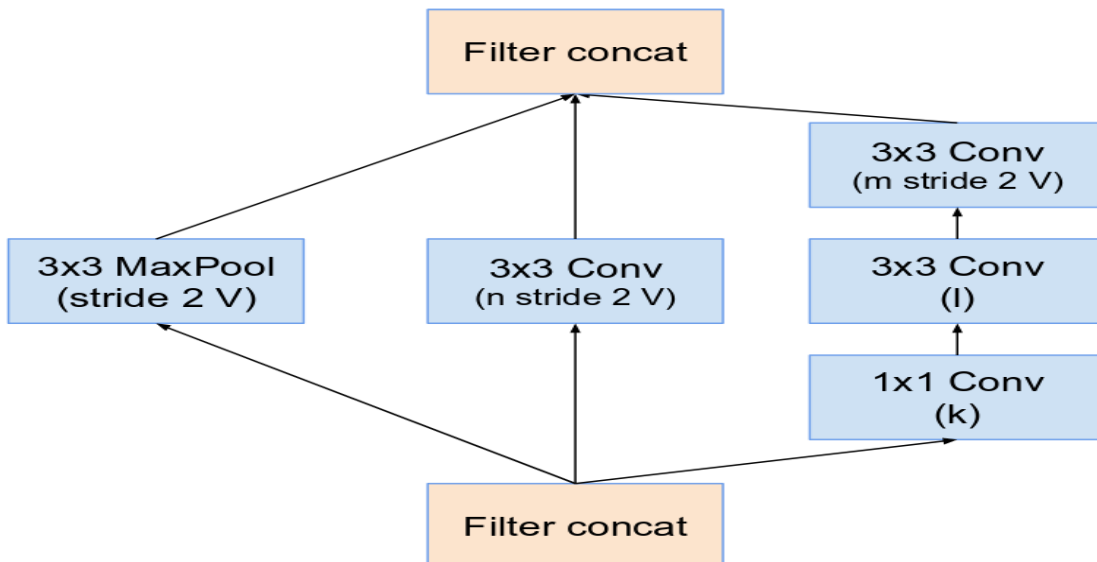 Filter concat
3x3 Conv
(m stride 2 V)
3x3 MaxPool
(stride 2 V)
3x3 Conv
(n stride 2 V)
3x3 Conv
(l)
1x1 Conv
(k)
Filter concat